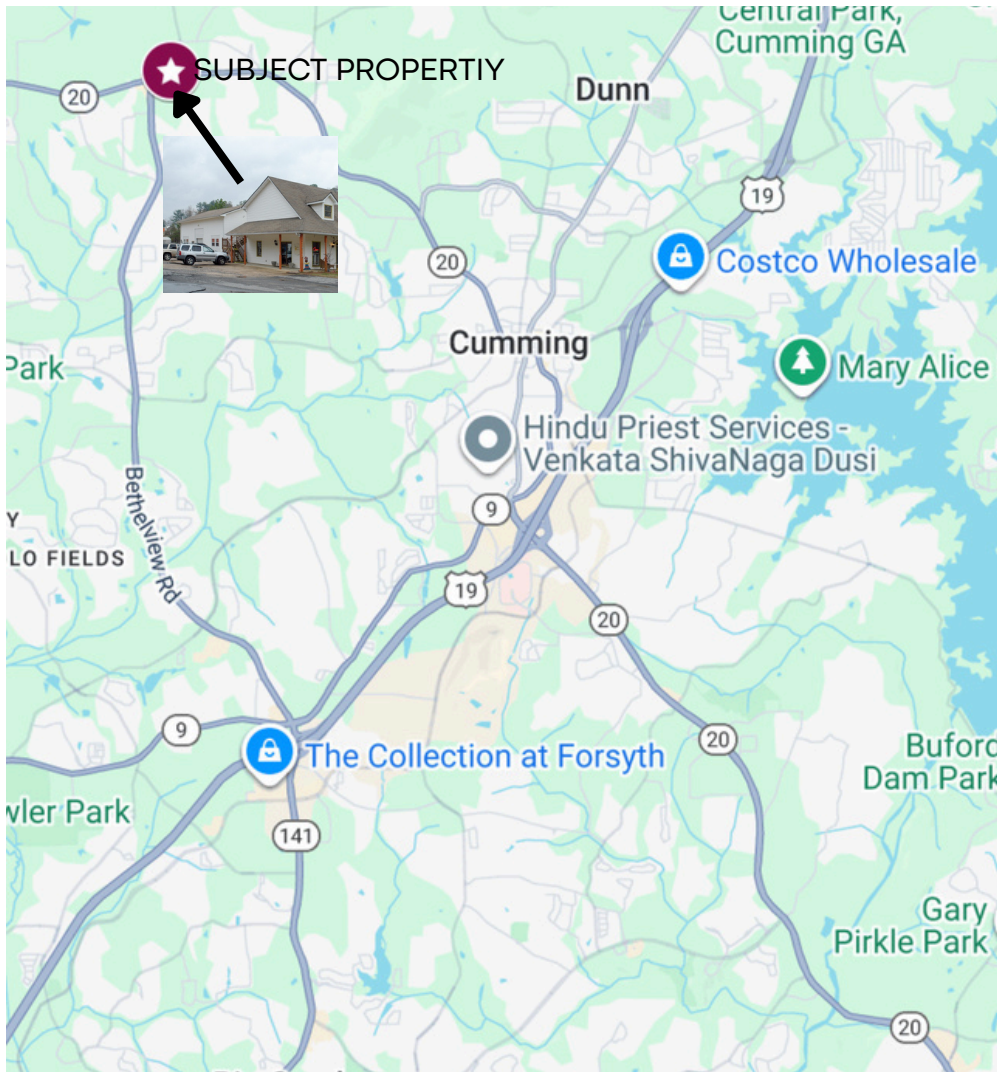 Central Park,
Cumming GA
SUBJECT PROPERTIY
20
Dunn
19
20
Costco Wholesale
Cumming
Park
Mary Alice
Hindu Priest Services -
Venkata ShivaNaga Dusi
Bethelview Rd
9
Y
LO FIELDS
19
20
9
20
The Collection at Forsyth
Buford
Dam Park
wler Park
141
Gary
Pirkle Park
20